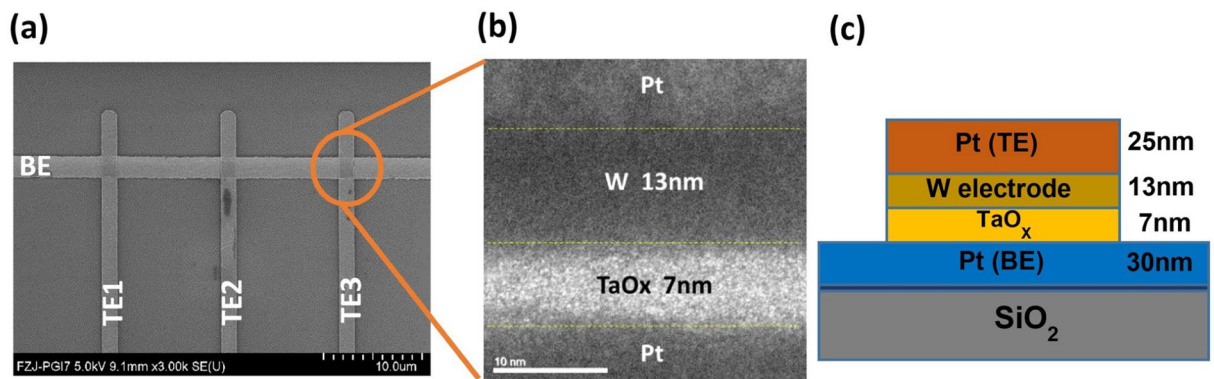 (a)
BE
TE1
TE2
TE3
FZJ-PGI7 5.0kV 9.1mm x3.00k SE(U)
10.0um
(b)
Pt
W 13nm
TaOx 7nm
Pt
10 nm
(c)
Pt (TE) 25nm
W electrode 13nm
TaOₓ 7nm
Pt (BE) 30nm
SiO₂